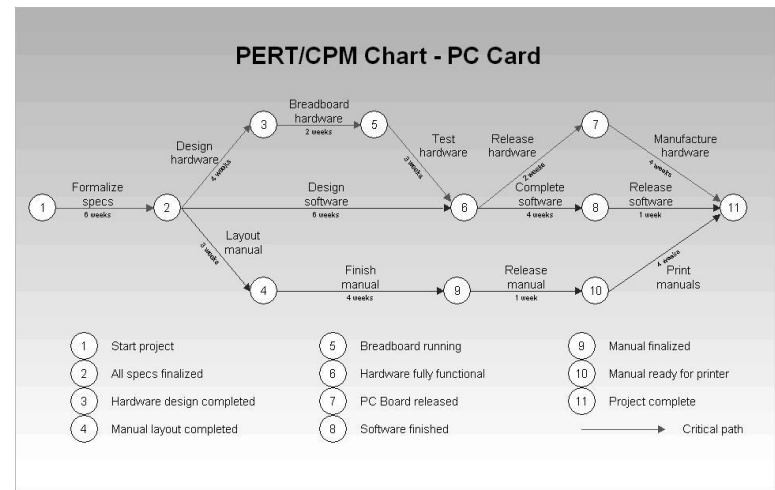 PERT/CPM Chart - PC Card
Breadboard
hardware
2 weeks
3
5
7
Design
hardware
4 weeks
Test
hardware
3 weeks
Release
hardware
2 weeks
Manufacture
hardware
4 weeks
Formalize
specs
6 weeks
Design
software
6 weeks
Complete
software
4 weeks
Release
software
1 week
1
2
6
8
11
Layout
manual
3 weeks
Finish
manual
4 weeks
Release
manual
1 week
4 weeks
Print
manuals
4
9
10
1 Start project
2 All specs finalized
3 Hardware design completed
4 Manual layout completed
5 Breadboard running
6 Hardware fully functional
7 PC Board released
8 Software finished
9 Manual finalized
10 Manual ready for printer
11 Project complete
Critical path